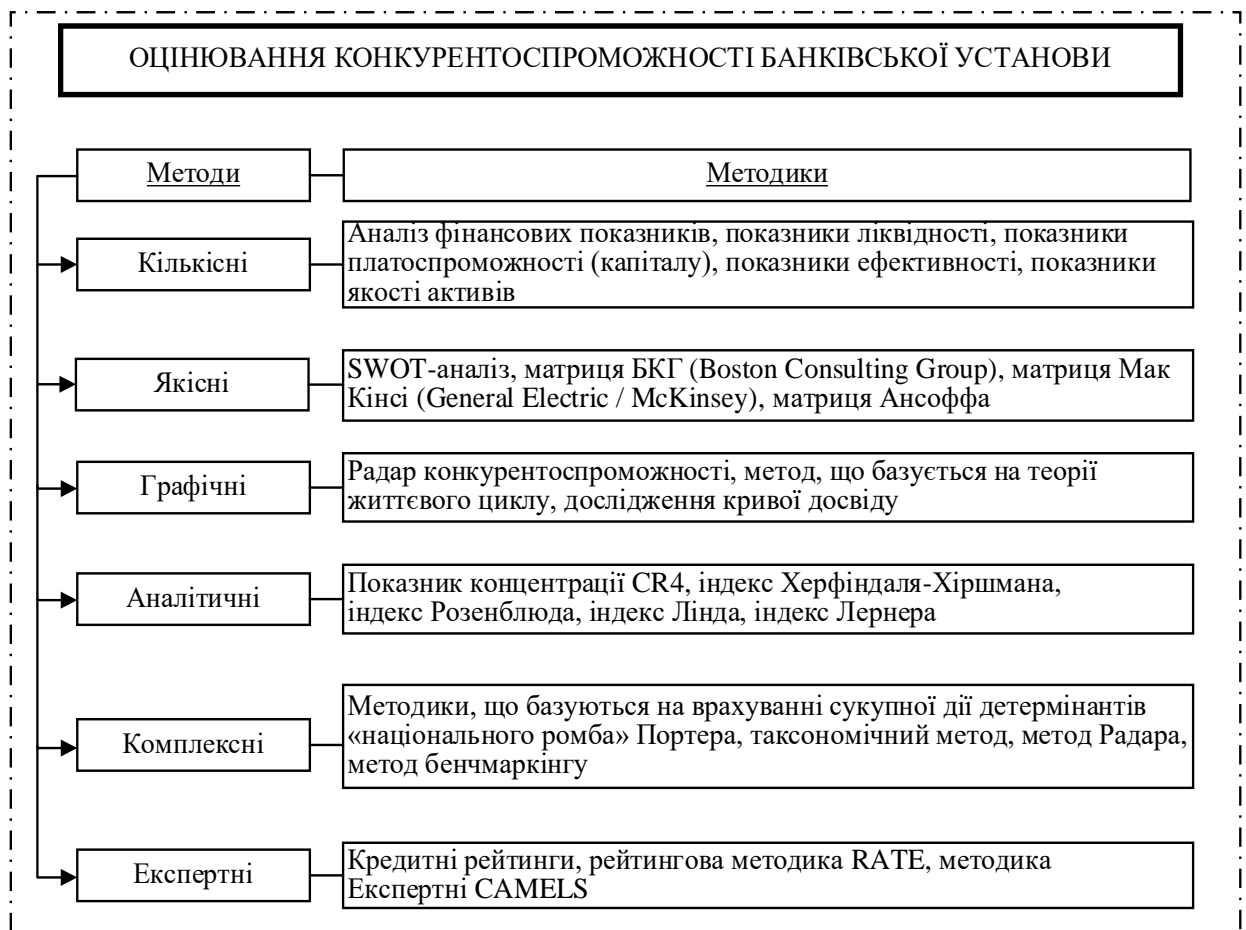 ОЦІНЮВАННЯ КОНКУРЕНТОСПРОМОЖНОСТІ БАНКІВСЬКОЇ УСТАНОВИ
Методи
Методики
Кількісні
Аналіз фінансових показників, показники ліквідності, показники
платоспроможності (капіталу), показники ефективності, показники
якості активів
Якісні
SWOT-аналіз, матриця БКГ (Boston Consulting Group), матриця Мак
Кінсі (General Electric / McKinsey), матриця Ансоффа
Графічні
Радар конкурентоспроможності, метод, що базується на теорії
життєвого циклу, дослідження кривої досвіду
Аналітичні
Показник концентрації CR4, індекс Херфіндаля-Хіршмана,
індекс Розенблюда, індекс Лінда, індекс Лернера
Комплексні
Методики, що базуються на врахуванні сукупної дії детермінантів
«національного ромба» Портера, таксономічний метод, метод Радара,
метод бенчмаркінгу
Експертні
Кредитні рейтинги, рейтингова методика RATE, методика
Експертні CAMELS